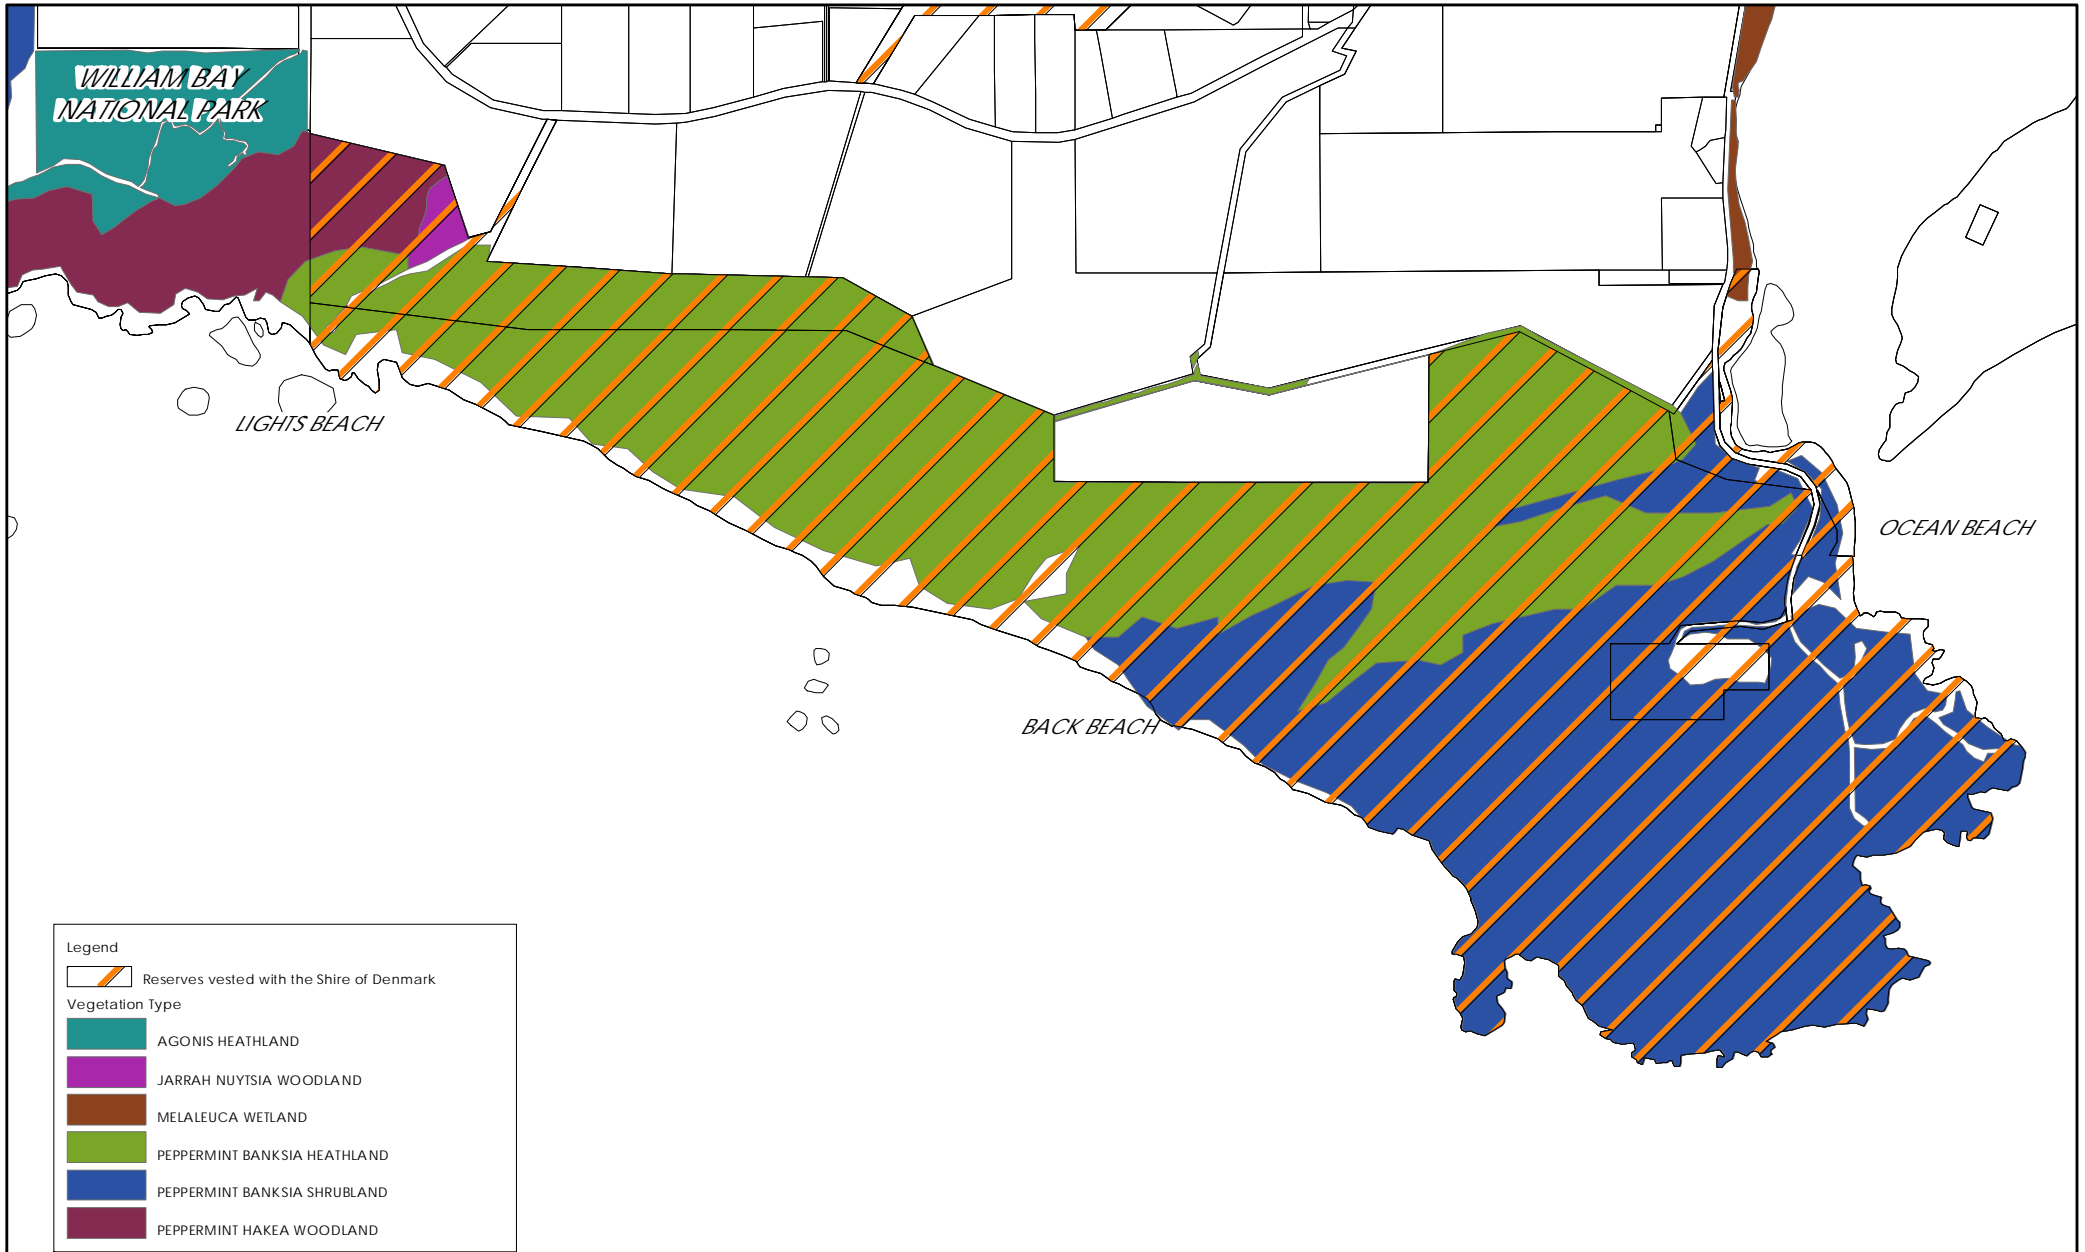 WILLIAM BAY
NATIONAL PARK
LIGHTS BEACH
OCEAN BEACH
BACK BEACH
Legend
Reserves vested with the Shire of Denmark
Vegetation Type
AGONIS HEATHLAND
JARRAH NUYTSIA WOODLAND
MELALEUCA WETLAND
PEPPERMINT BANKSIA HEATHLAND
PEPPERMINT BANKSIA SHRUBLAND
PEPPERMINT HAKEA WOODLAND